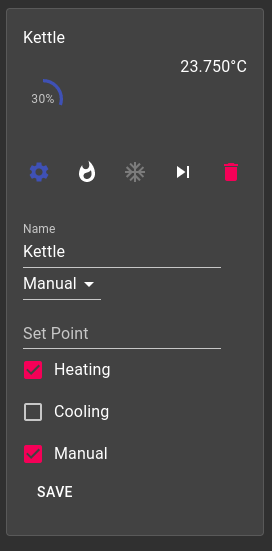 Kettle
23.750°C
30%
Name
Kettle
Manual
Set Point
Heating
Cooling
Manual
SAVE